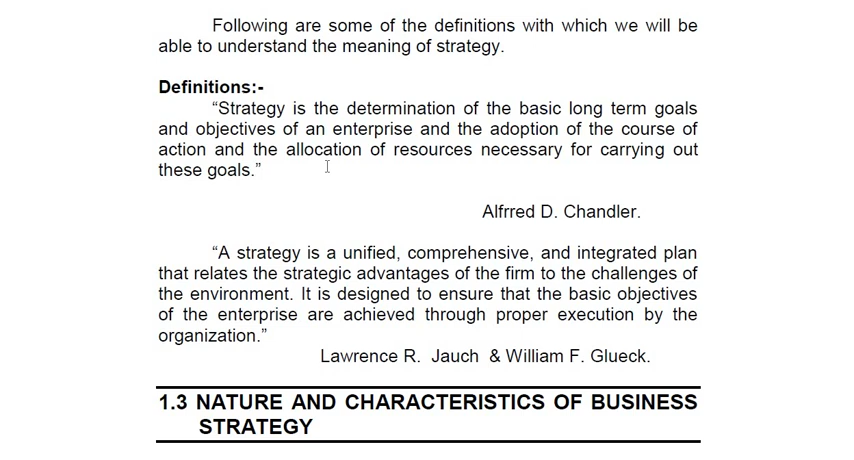 Following are some of the definitions with which we will be
able to understand the meaning of strategy.
Definitions:-
“Strategy is the determination of the basic long term goals
and objectives of an enterprise and the adoption of the course of
action and the allocation of resources necessary for carrying out
these goals.”
Alfrred D. Chandler.
“A strategy is a unified, comprehensive, and integrated plan
that relates the strategic advantages of the firm to the challenges of
the environment. It is designed to ensure that the basic objectives
of the enterprise are achieved through proper execution by the
organization.”
Lawrence R. Jauch & William F. Glueck.
1.3 NATURE AND CHARACTERISTICS OF BUSINESS
STRATEGY